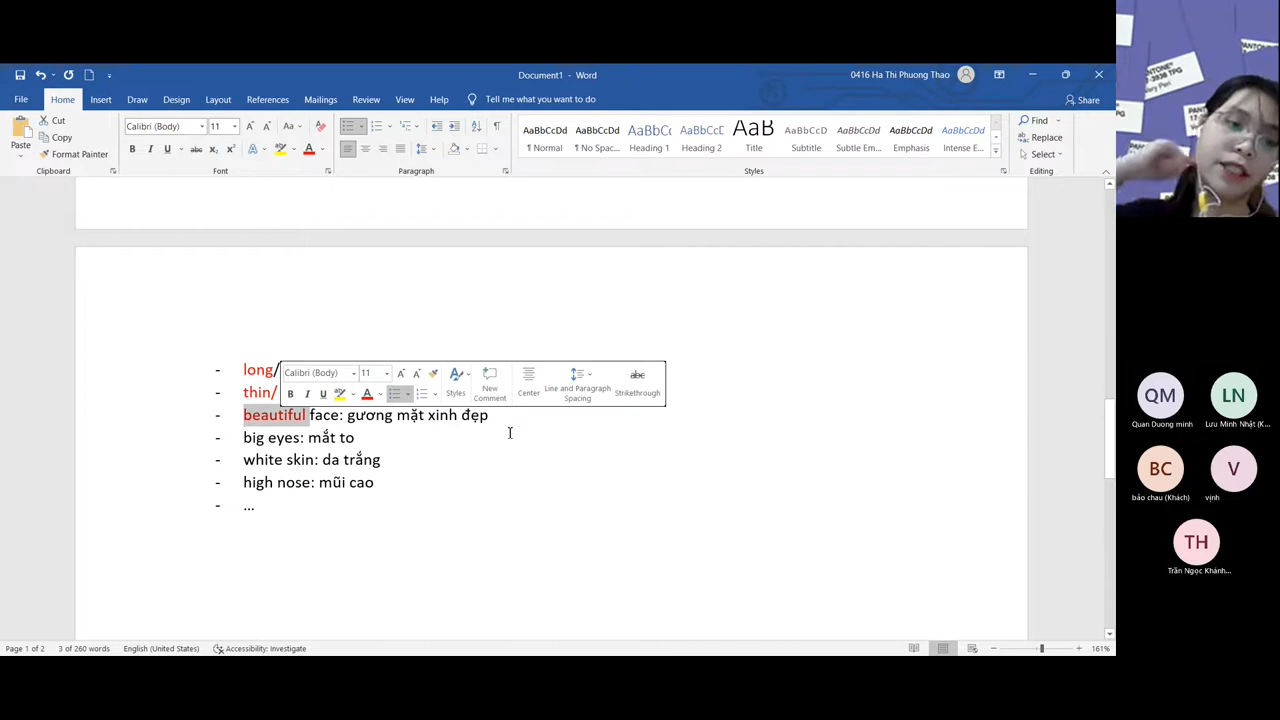 Document1 - Word
0416 Ha Thi Phuong Thao
File Home Insert Draw Design Layout References Mailings Review View Help Tell me what you want to do
Share
Paste
Cut
Copy
Format Painter
Clipboard
Calibri (Body) 11
Font
Paragraph
AaBbCcDd AaBbCcDd AaBbCc AaBbCcD AaB AaBbCcD AaBbCcDd AaBbCcDd AaBbCcDd
¶ Normal ¶ No Spac... Heading 1 Heading 2 Title Subtitle Subtle Em... Emphasis Intense E...
Styles
Find
Replace
Select
Editing
- long/
- thin/
- beautiful face: gương mặt xinh đẹp
- big eyes: mắt to
- white skin: da trắng
- high nose: mũi cao
- ...
Calibri (Body) 11
B I U
Styles
New Comment
Center
Line and Paragraph Spacing
Strikethrough
Page 1 of 2 3 of 260 words English (United States) Accessibility: Investigate
161%
PANTONE
QM
Quan Duong minh
LN
Lưu Minh Nhật (K...
BC
bảo chau (Khách)
V
vịnh
TH
Trần Ngọc Khánh...